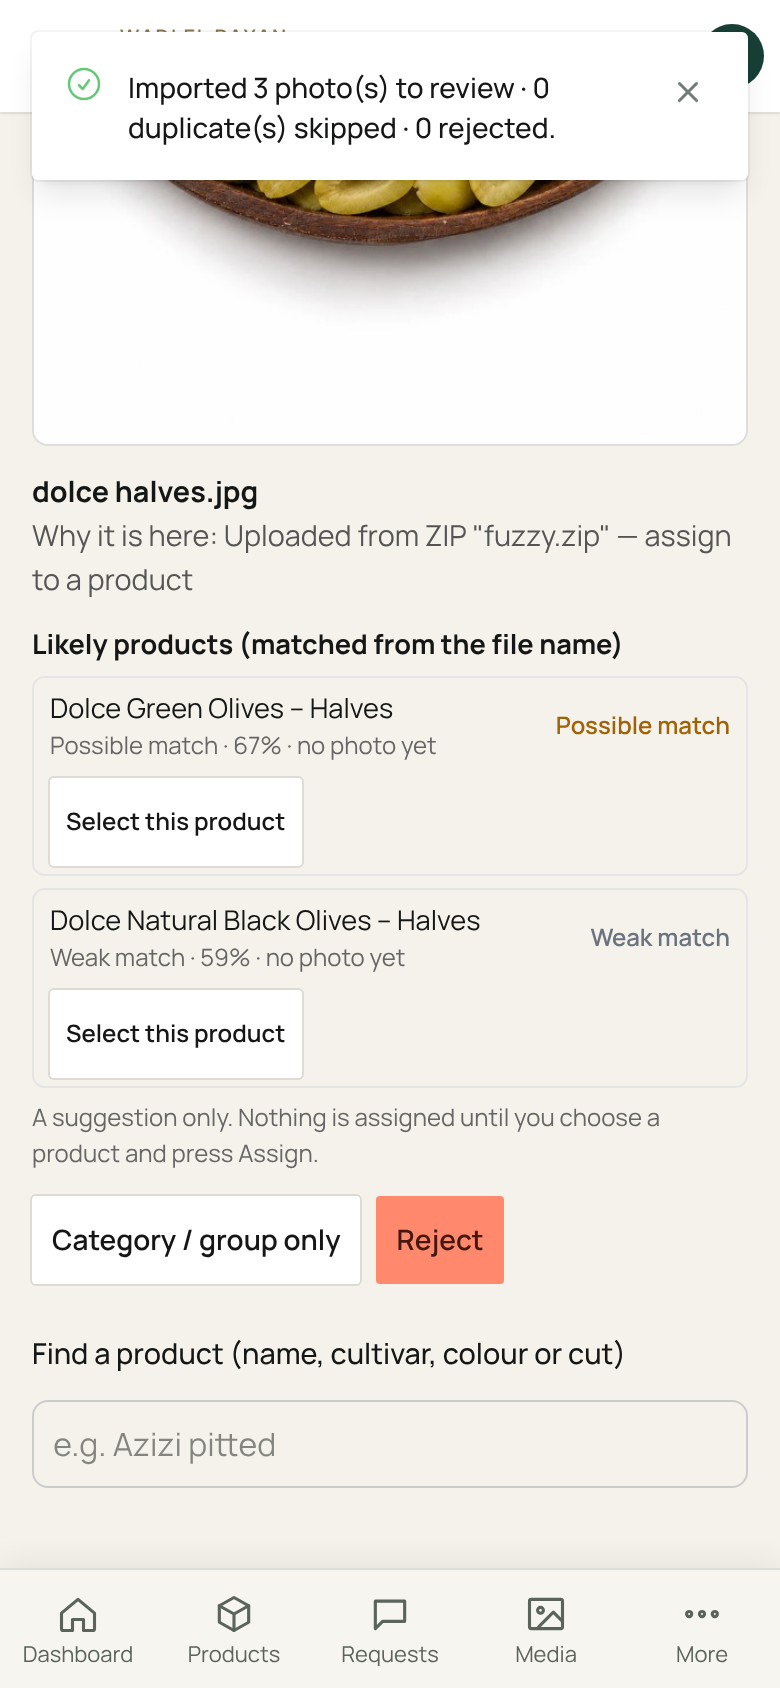 Imported 3 photo(s) to review · 0
duplicate(s) skipped · 0 rejected.
dolce halves.jpg
Why it is here: Uploaded from ZIP "fuzzy.zip" — assign
to a product
Likely products (matched from the file name)
Dolce Green Olives – Halves
Possible match · 67% · no photo yet
Possible match
Select this product
Dolce Natural Black Olives – Halves
Weak match · 59% · no photo yet
Weak match
Select this product
A suggestion only. Nothing is assigned until you choose a
product and press Assign.
Category / group only
Reject
Find a product (name, cultivar, colour or cut)
e.g. Azizi pitted
Dashboard
Products
Requests
Media
More